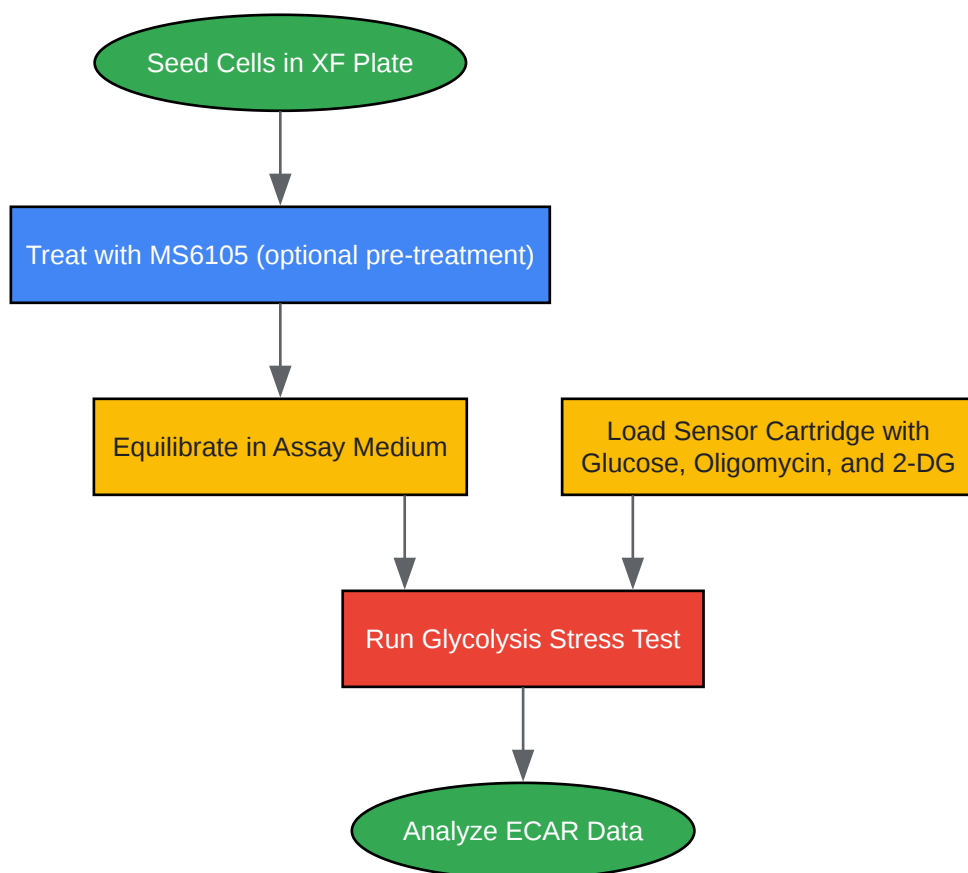 Seed Cells in XF Plate
Treat with MS6105 (optional pre-treatment)
Equilibrate in Assay Medium
Load Sensor Cartridge with
Glucose, Oligomycin, and 2-DG
Run Glycolysis Stress Test
Analyze ECAR Data